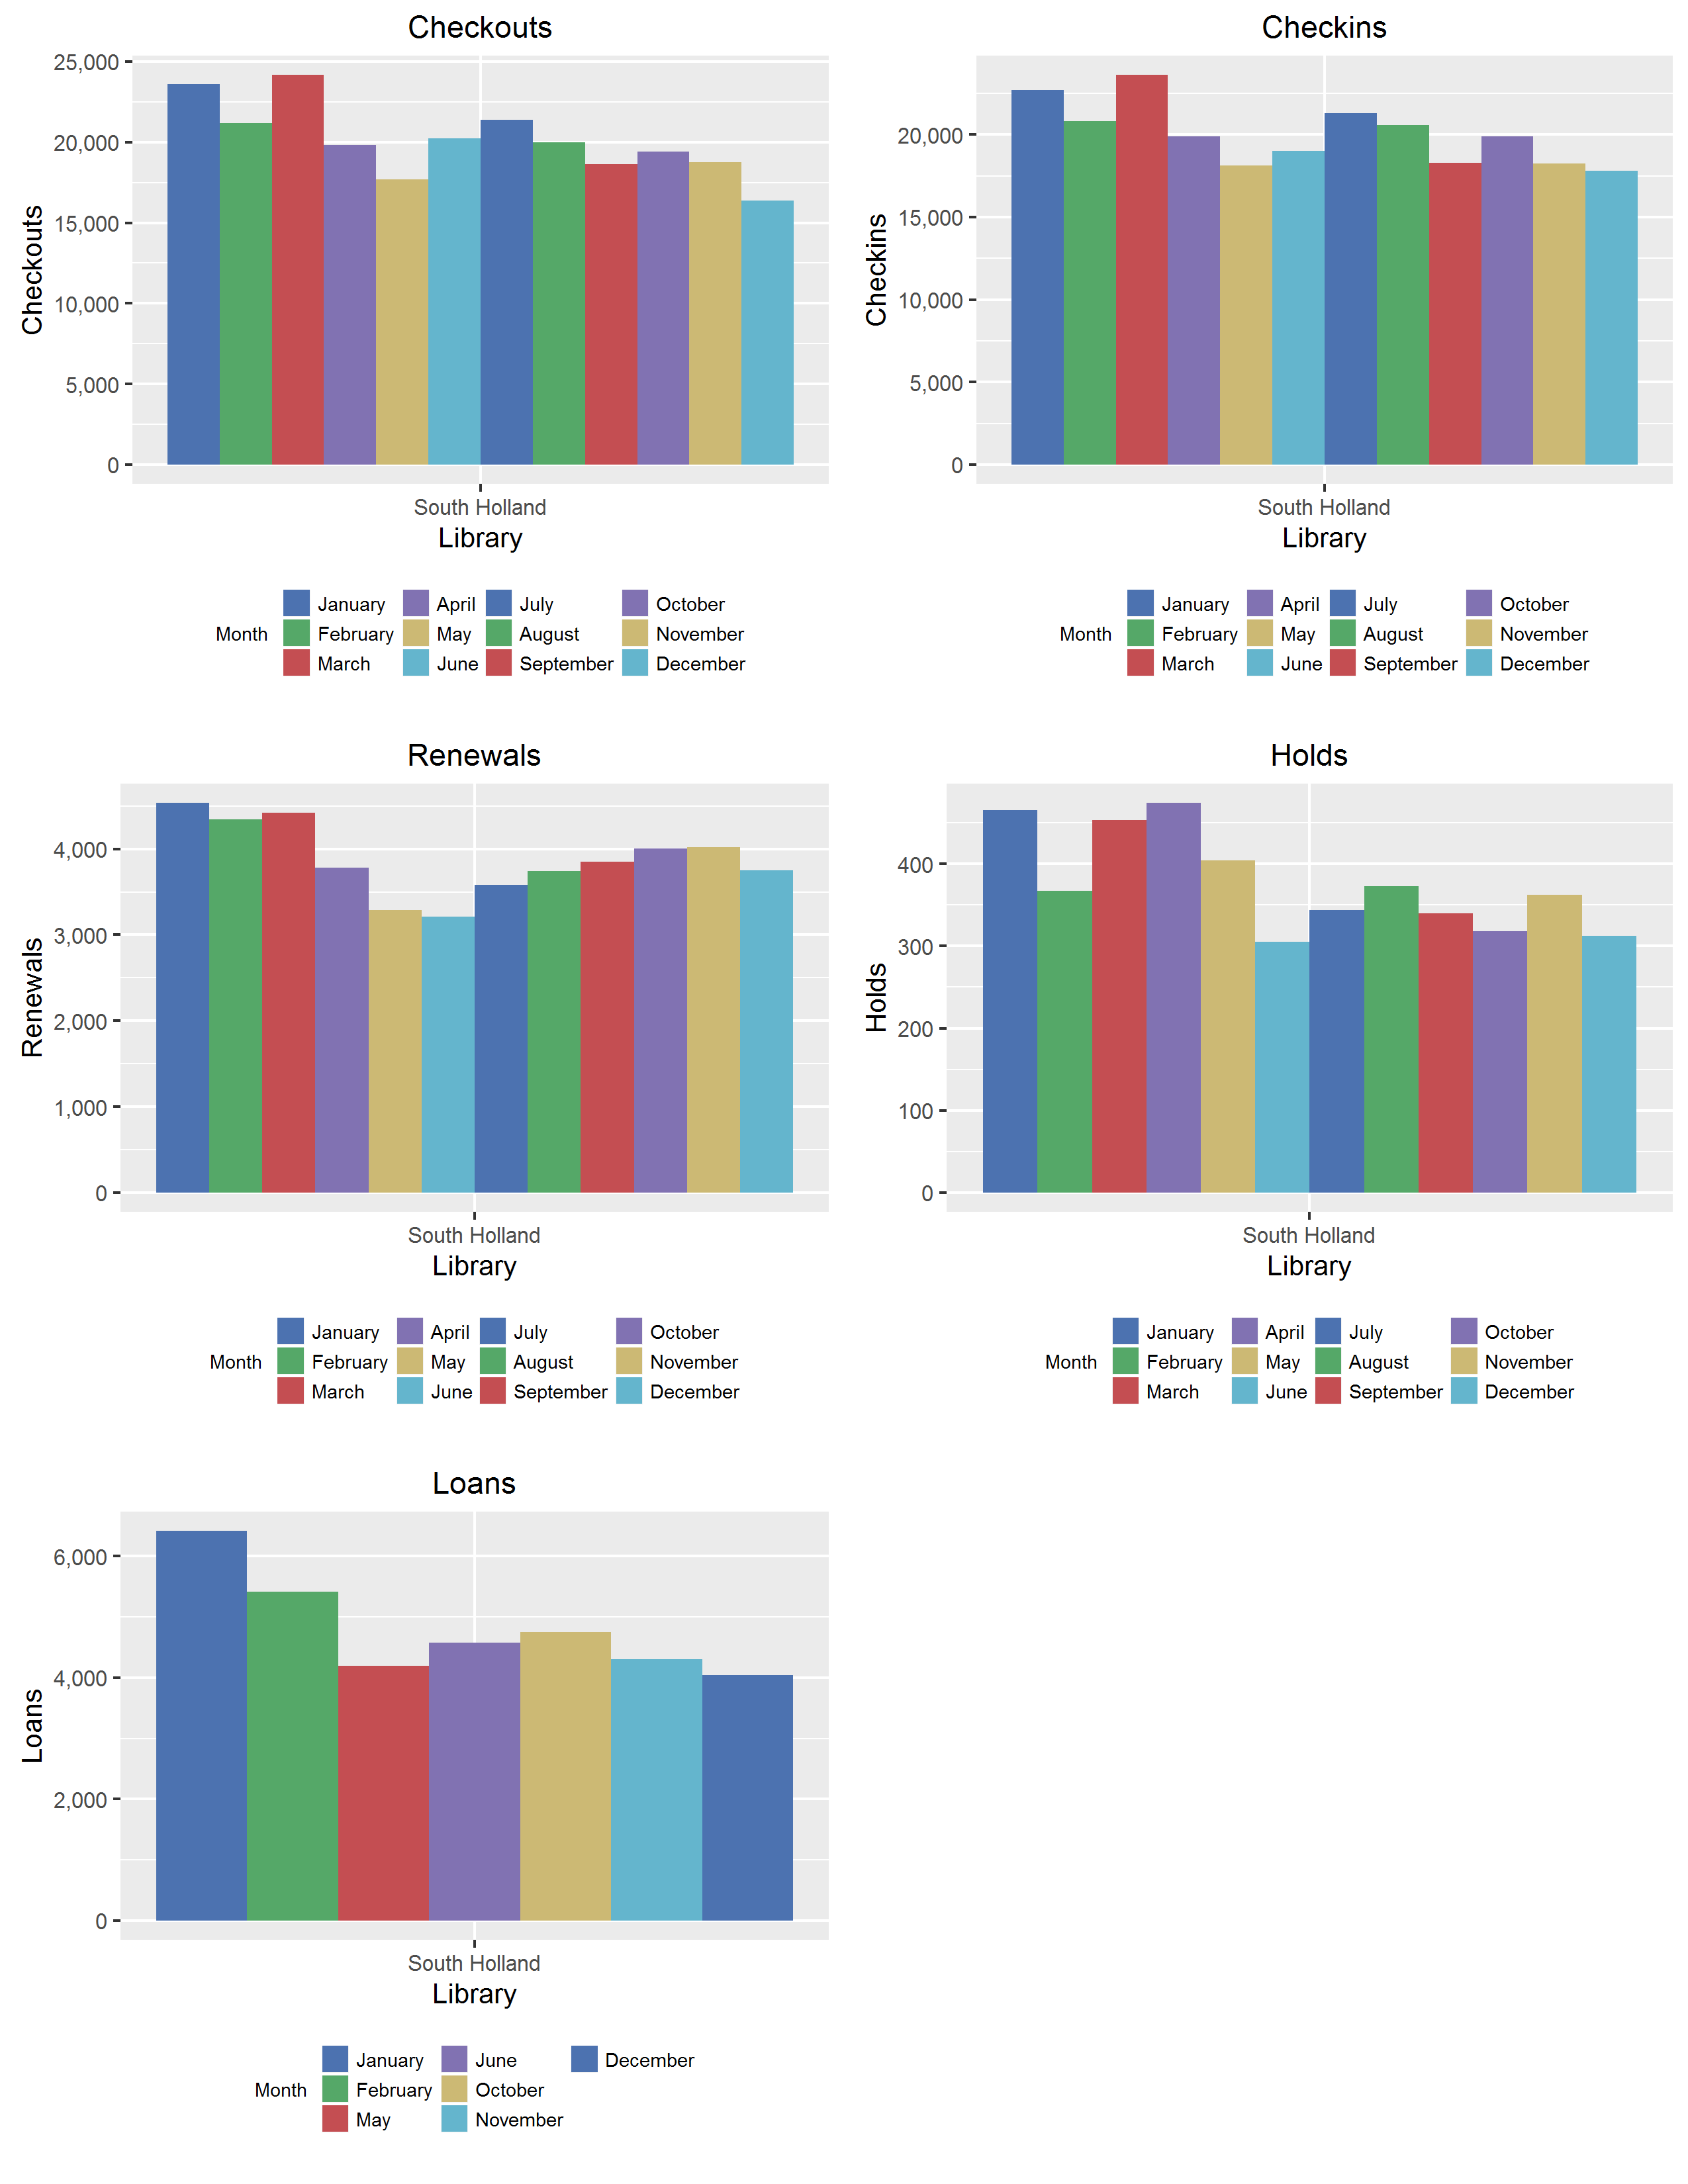 Checkouts
25,000
20,000
15,000
10,000
5,000
0
Checkouts
South Holland
Library
Month
January April July October
February May August November
March June September December
Checkins
20,000
15,000
10,000
5,000
0
Checkins
South Holland
Library
Month
January April July October
February May August November
March June September December
Renewals
4,000
3,000
2,000
1,000
0
Renewals
South Holland
Library
Month
January April July October
February May August November
March June September December
Holds
400
300
200
100
0
Holds
South Holland
Library
Month
January April July October
February May August November
March June September December
Loans
6,000
4,000
2,000
0
Loans
South Holland
Library
Month
January June December
February October
May November